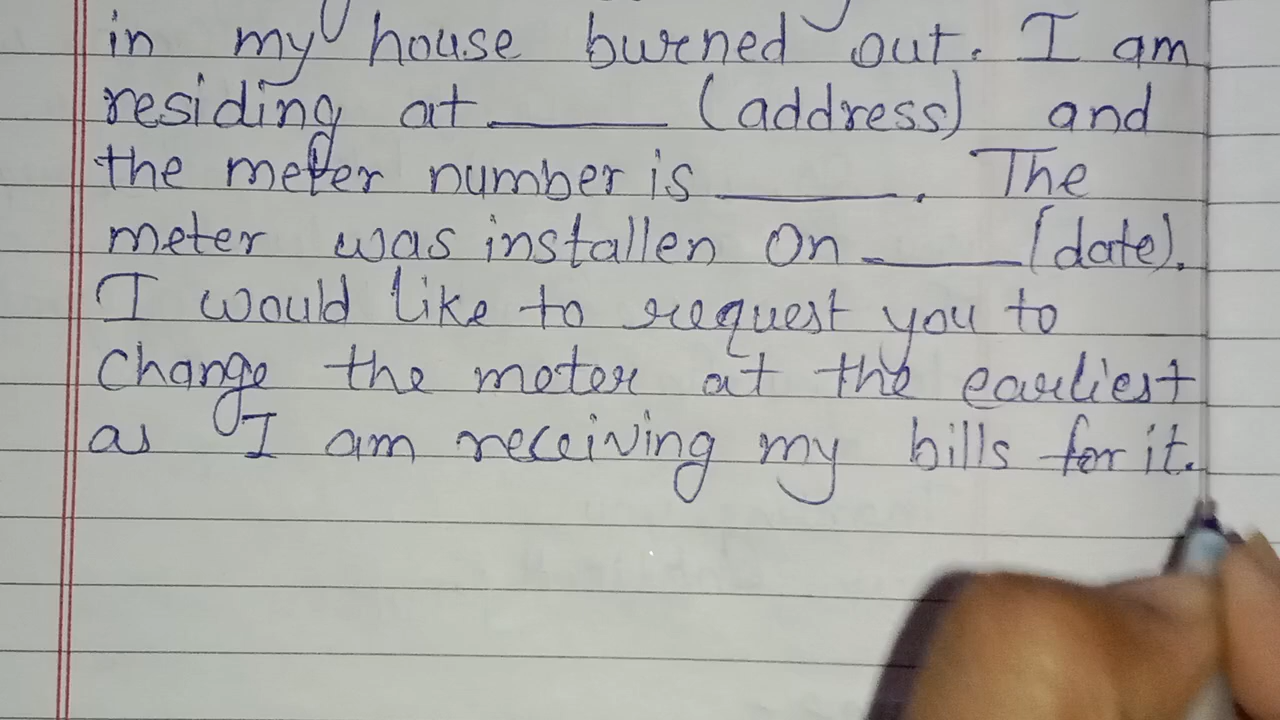 in my house burned out. I am
residing at ______ (address) and
the meter number is ______. The
meter was installen on ______ (date).
I would like to request you to
change the meter at the earliest
as I am receiving my bills for it.